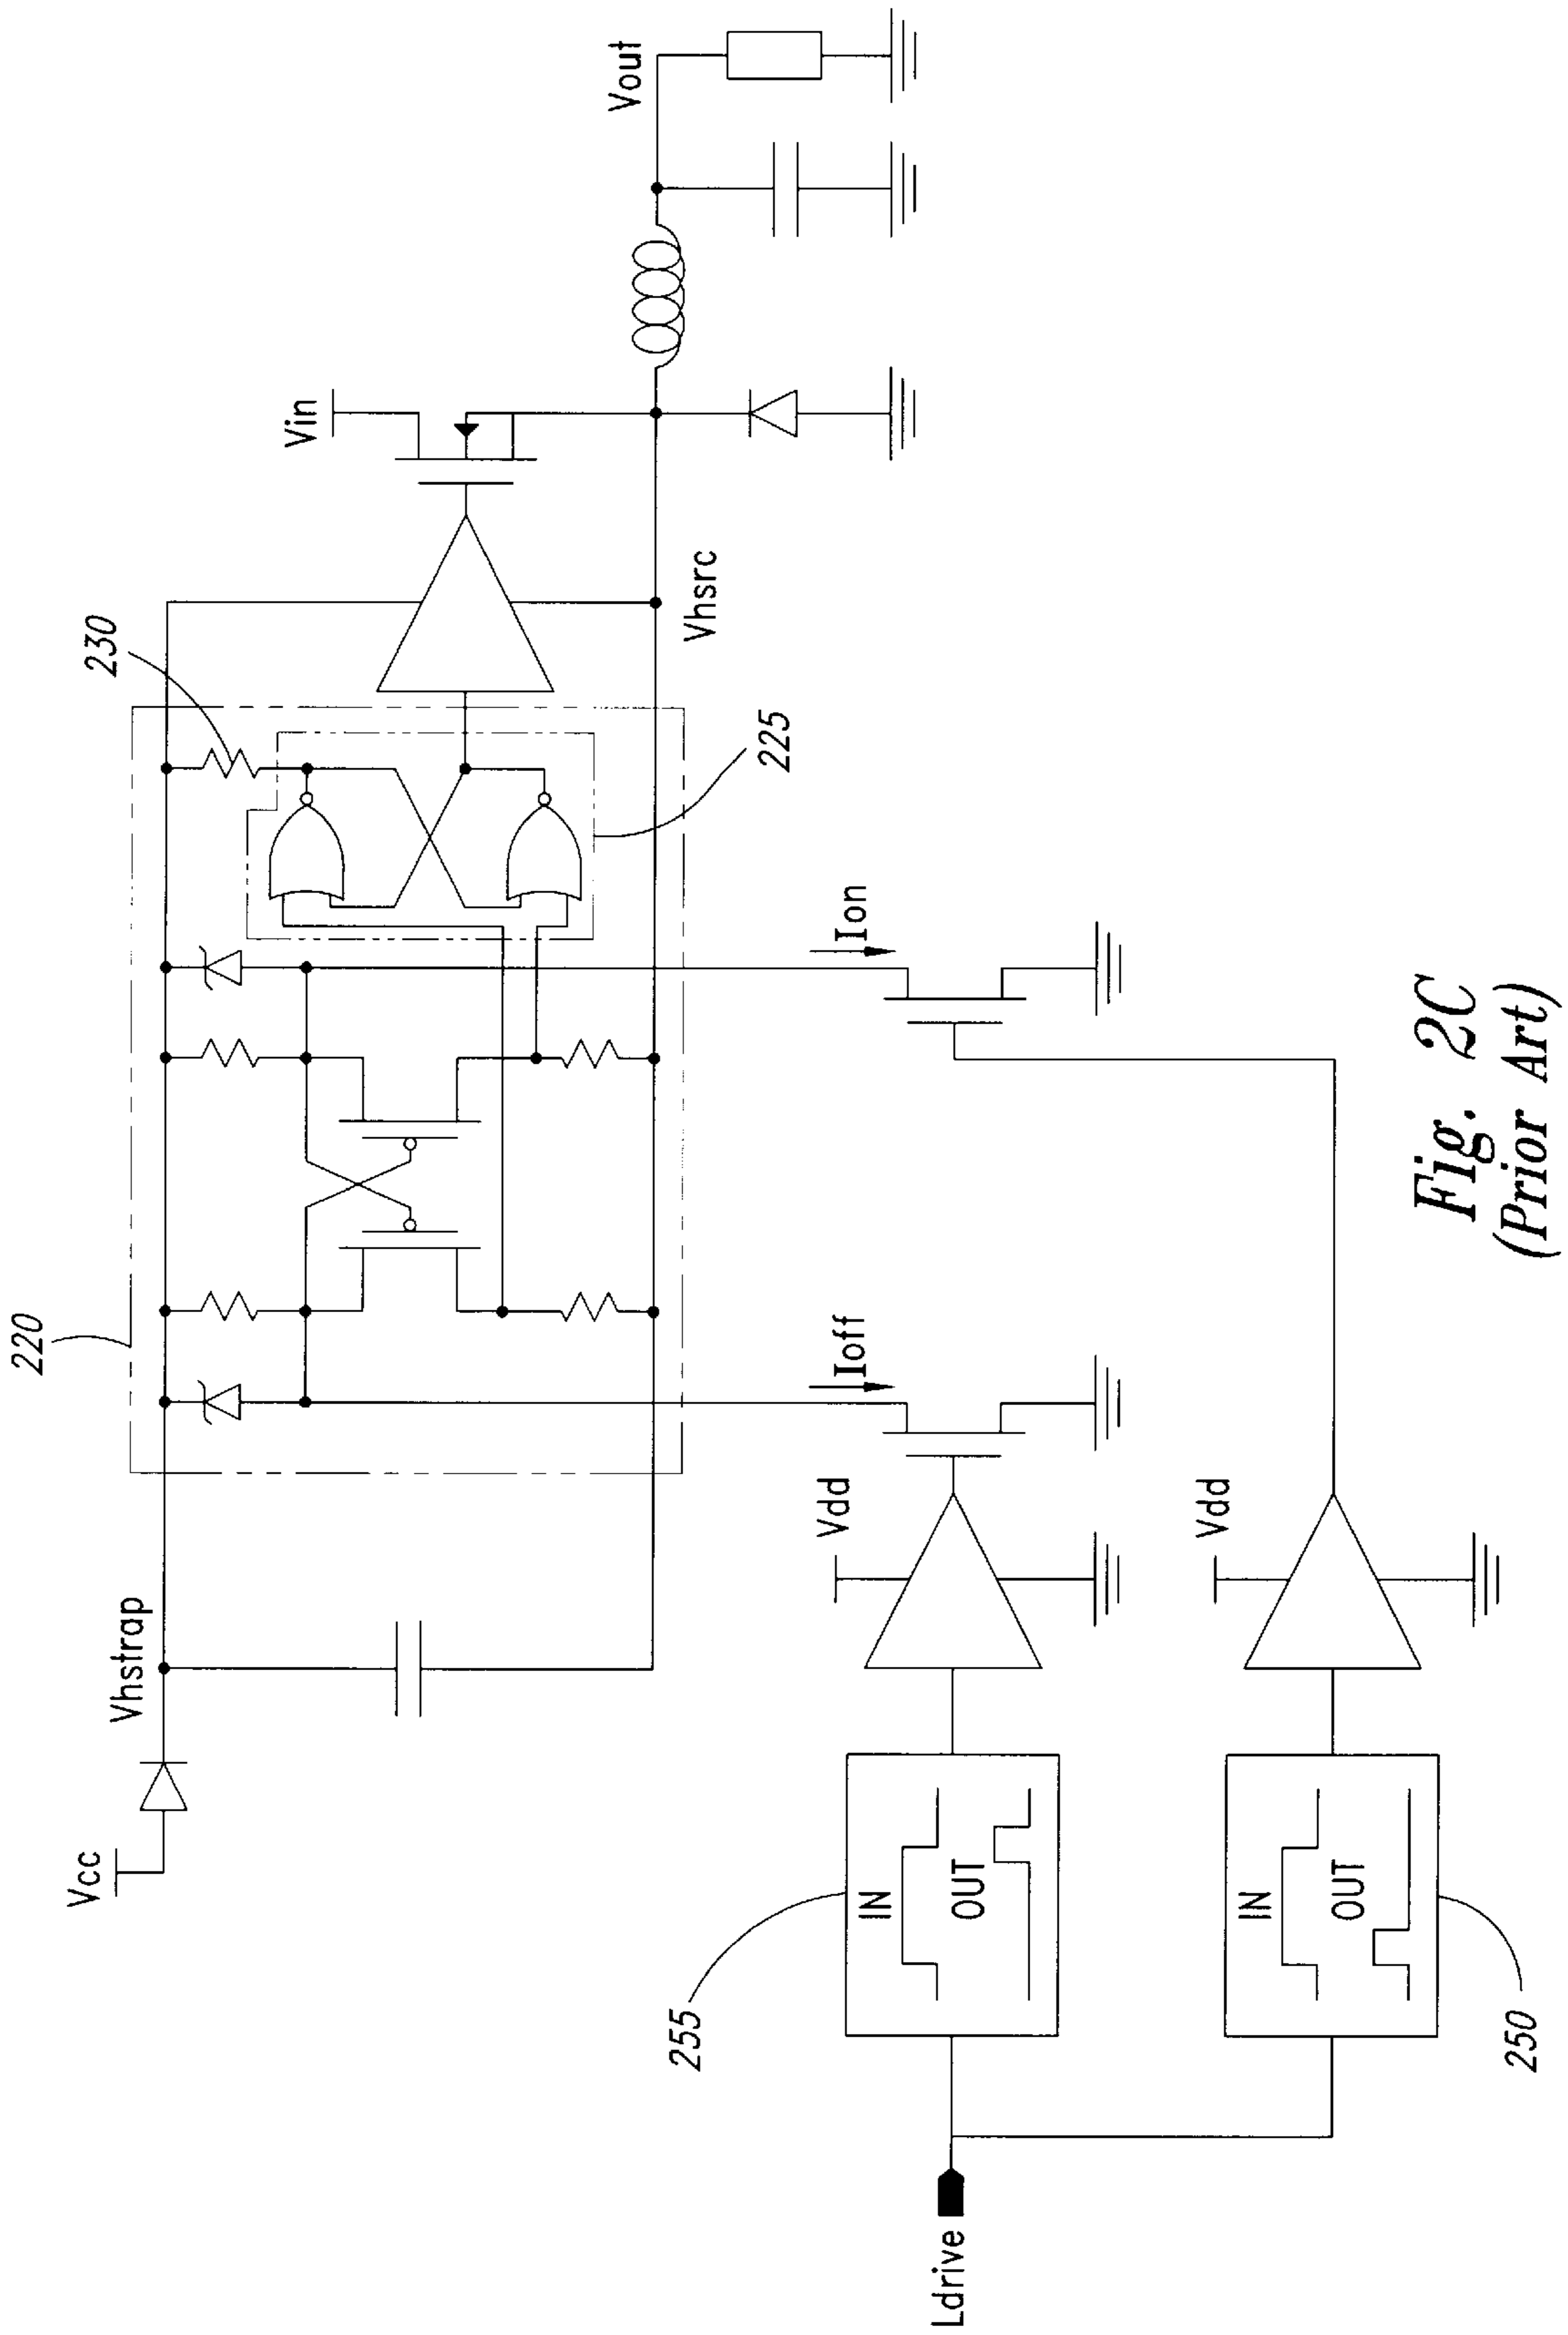 220
230
Vcc
Vhstrap
Vin
Vout
225
Vhsrc
Ioff
Ion
255
IN
OUT
Vdd
Ldrive
250
IN
OUT
Vdd
Fig. 2C
(Prior Art)